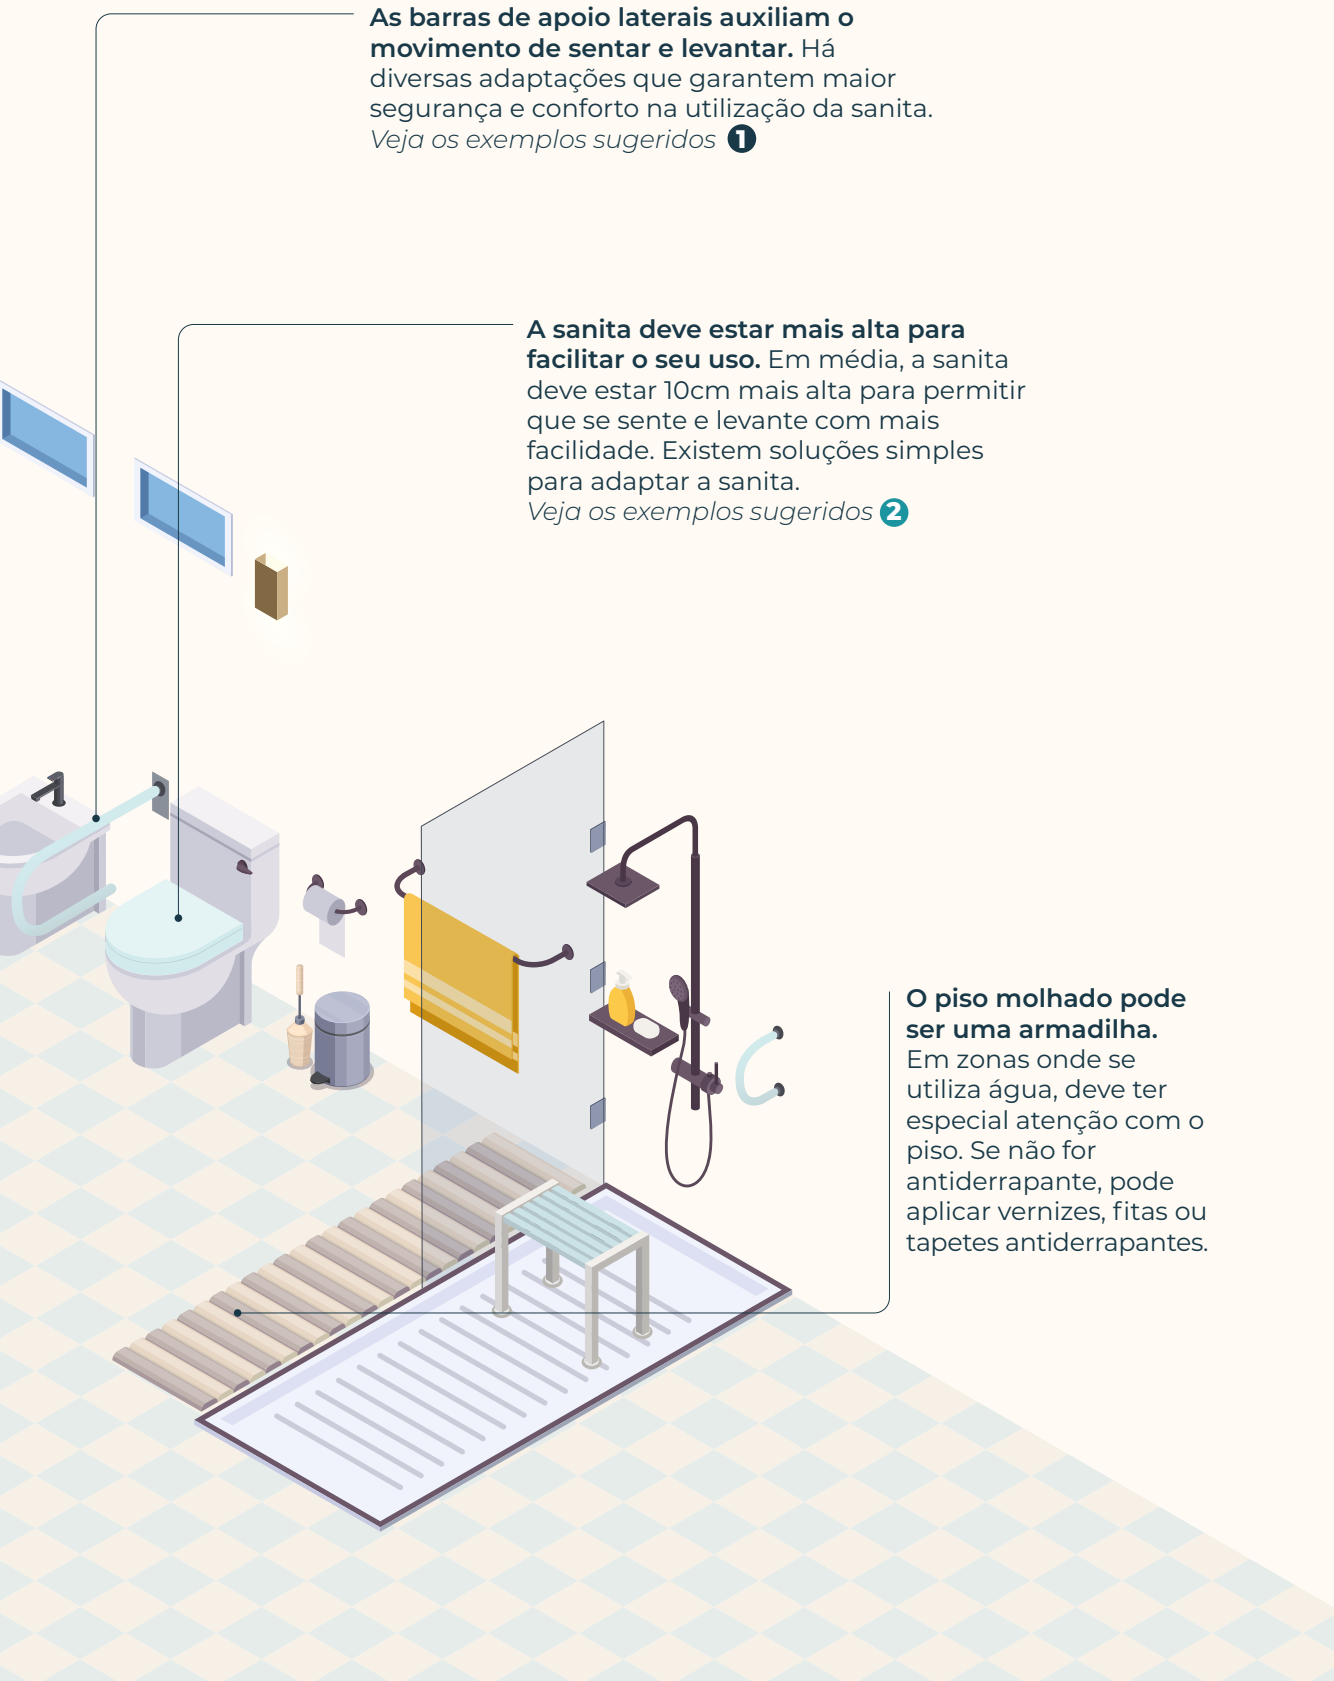 As barras de apoio laterais auxiliam o
movimento de sentar e levantar. Há
diversas adaptações que garantem maior
segurança e conforto na utilização da sanita.
Veja os exemplos sugeridos 1
A sanita deve estar mais alta para
facilitar o seu uso. Em média, a sanita
deve estar 10cm mais alta para permitir
que se sente e levante com mais
facilidade. Existem soluções simples
para adaptar a sanita.
Veja os exemplos sugeridos 2
O piso molhado pode
ser uma armadilha.
Em zonas onde se
utiliza água, deve ter
especial atenção com o
piso. Se não for
antiderrapante, pode
aplicar vernizes, fitas ou
tapetes antiderrapantes.